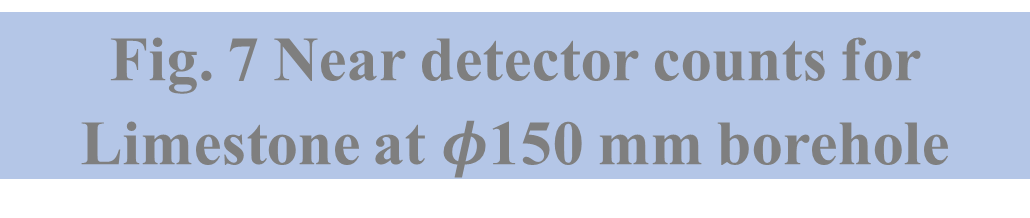 Fig. 7 Near detector counts for
Limestone at ϕ150 mm borehole